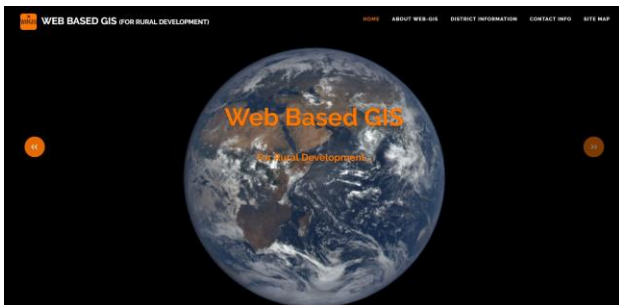 WEB BASED GIS (FOR RURAL DEVELOPMENT)
HOME ABOUT WEB-GIS DISTRICT INFORMATION CONTACT INFO SITE MAP
Web Based GIS
For Rural Development